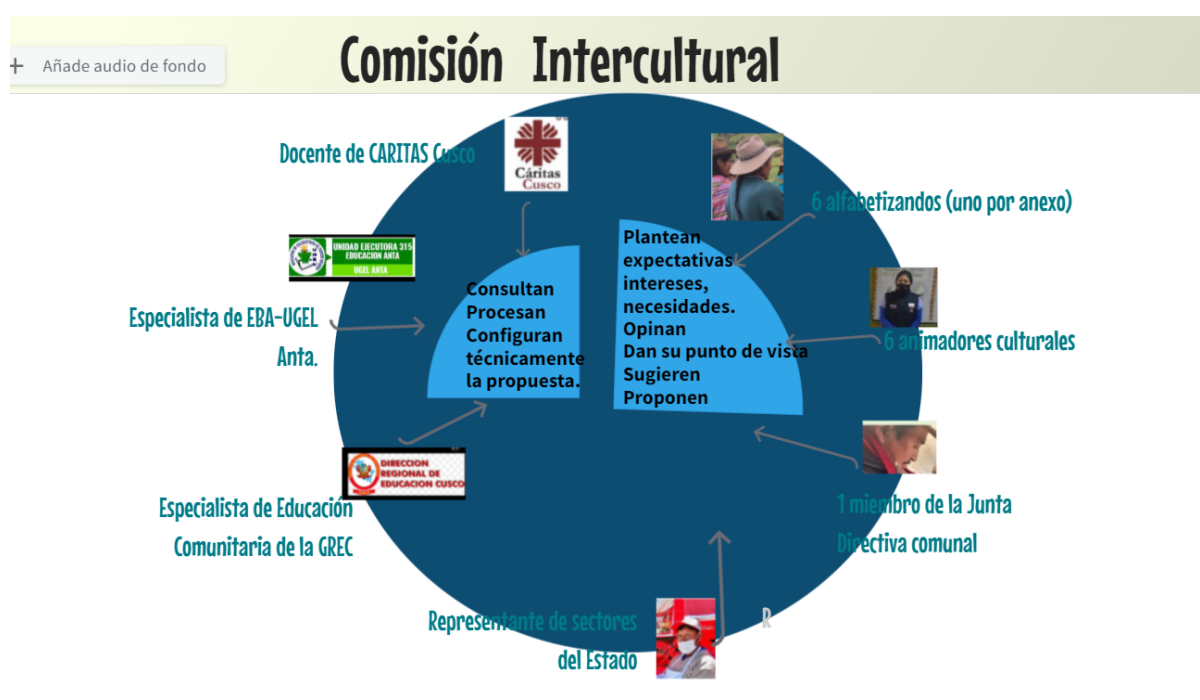 Comisión Intercultural
+ Añade audio de fondo
Docente de CARITAS Cusco
Cáritas
Cusco
6 alfabetizandos (uno por anexo)
UNIDAD EJECUTORA 315
EDUCACION ANTA
UGEL ANTA
Plantean
expectativas
intereses,
necesidades.
Opinan
Dan su punto de vista
Sugieren
Proponen
Consultan
Procesan
Configuran
técnicamente
la propuesta.
Especialista de EBA-UGEL
Anta.
6 animadores culturales
DIRECCION
REGIONAL DE
EDUCACION CUSCO
Especialista de Educación
Comunitaria de la GREC
1 miembro de la Junta
Directiva comunal
Representante de sectores
del Estado
R